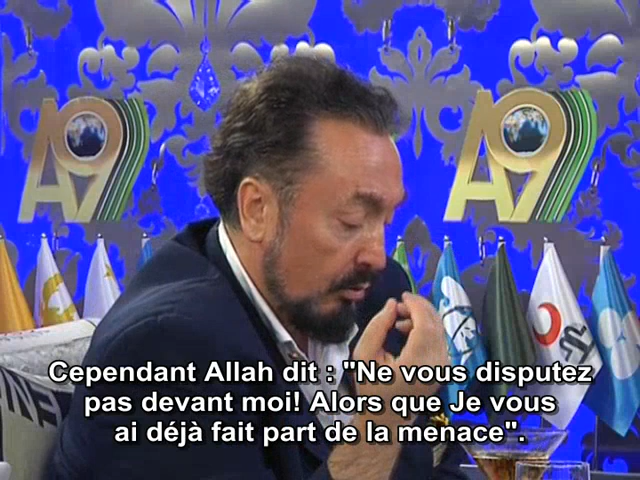 A9
A9
Cependant Allah dit : "Ne vous disputez
pas devant moi! Alors que Je vous
ai déjà fait part de la menace".